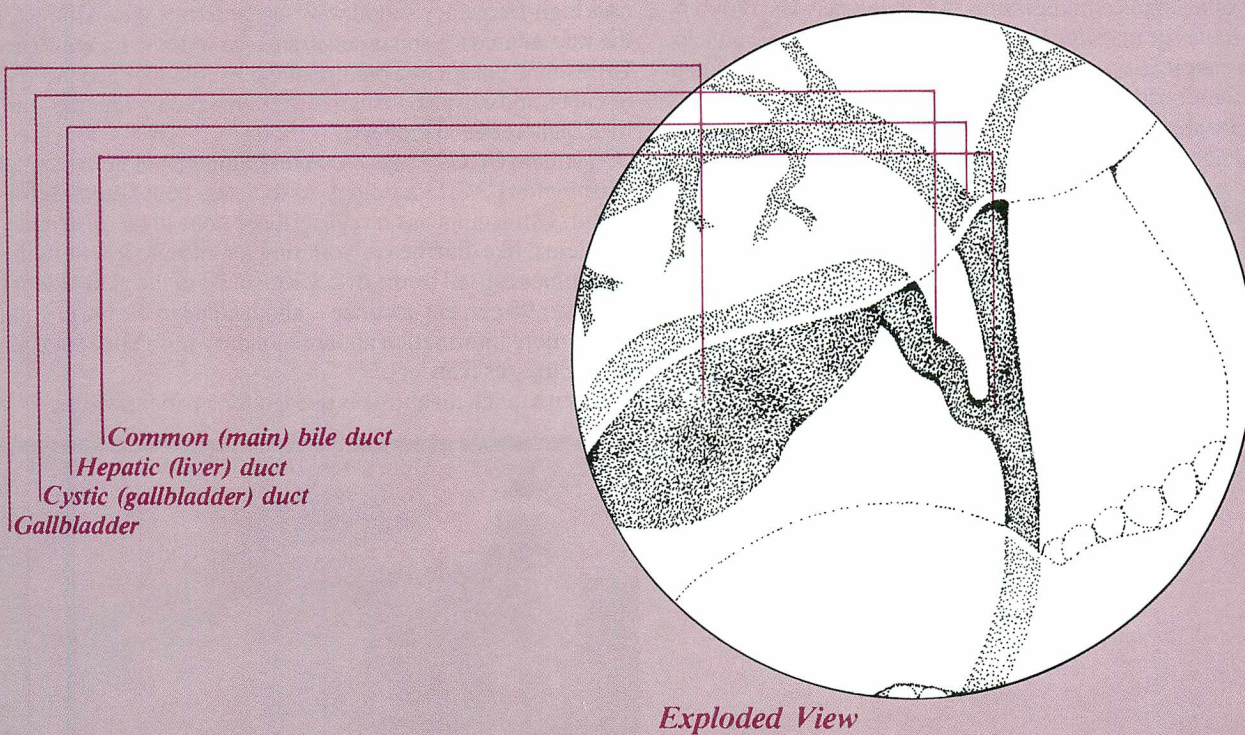 Common (main) bile duct
Hepatic (liver) duct
Cystic (gallbladder) duct
Gallbladder
Exploded View